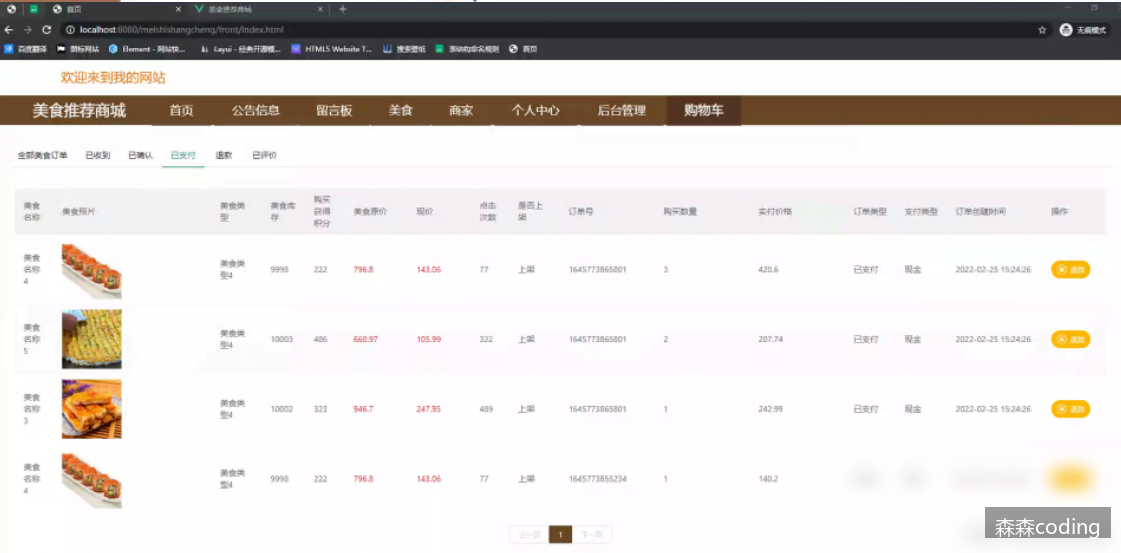 首页
美食推荐商城
localhost:8080/meishishangcheng/front/index.html
无痕模式
百度翻译 图标网站 Element - 网站快... Layui - 经典开源模... HTML5 Website T... 搜索壁纸 首页
欢迎来到我的网站
美食推荐商城 首页 公告信息 留言板 美食 商家 个人中心 后台管理 购物车
全部美食订单 已收到 已确认 已支付 退款 已评价
美食名称 美食照片 美食类型 美食库存 购买获得积分 美食原价 现价 点击次数 是否上架 订单号 购买数量 实付价格 订单类型 支付类型 订单创建时间 操作
美食名称4 美食类型4 9998 222 796.8 143.06 77 上架 1645773865801 3 420.6 已支付 现金 2022-02-25 15:24:26 退款
美食名称5 美食类型4 10003 486 660.97 105.99 322 上架 1645773865801 2 207.74 已支付 现金 2022-02-25 15:24:26 退款
美食名称3 美食类型4 10002 323 946.7 247.95 489 上架 1645773865801 1 242.99 已支付 现金 2022-02-25 15:24:26 退款
美食名称4 美食类型4 9998 222 796.8 143.06 77 上架 1645773855234 1 140.2
上一页 1 下一页
森森coding